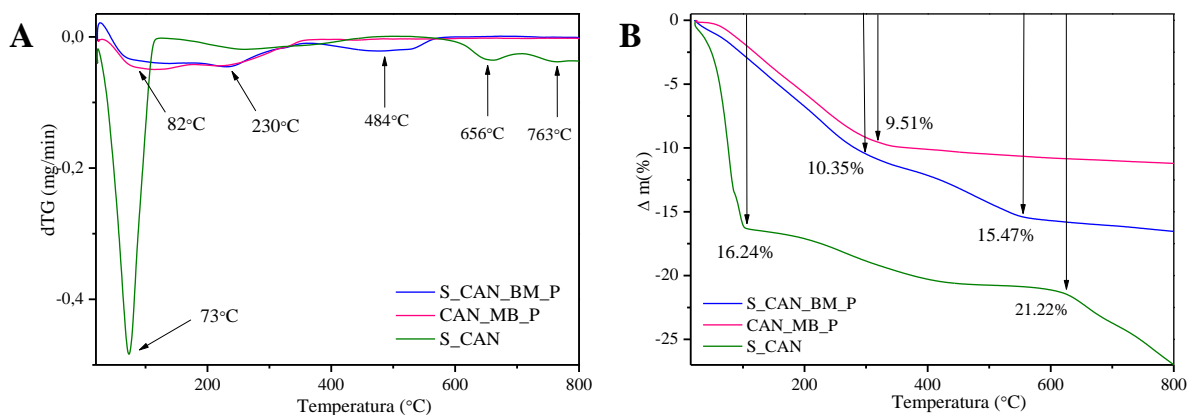 A
0,0
-0,2
-0,4
dTG (mg/min)
82°C
230°C
484°C
656°C
763°C
73°C
S_CAN_BM_P
CAN_MB_P
S_CAN
200
400
600
800
Temperatura (°C)
B
0
-5
-10
-15
-20
-25
Δ m(%)
9.51%
10.35%
15.47%
16.24%
21.22%
S_CAN_BM_P
CAN_MB_P
S_CAN
200
400
600
800
Temperatura (°C)